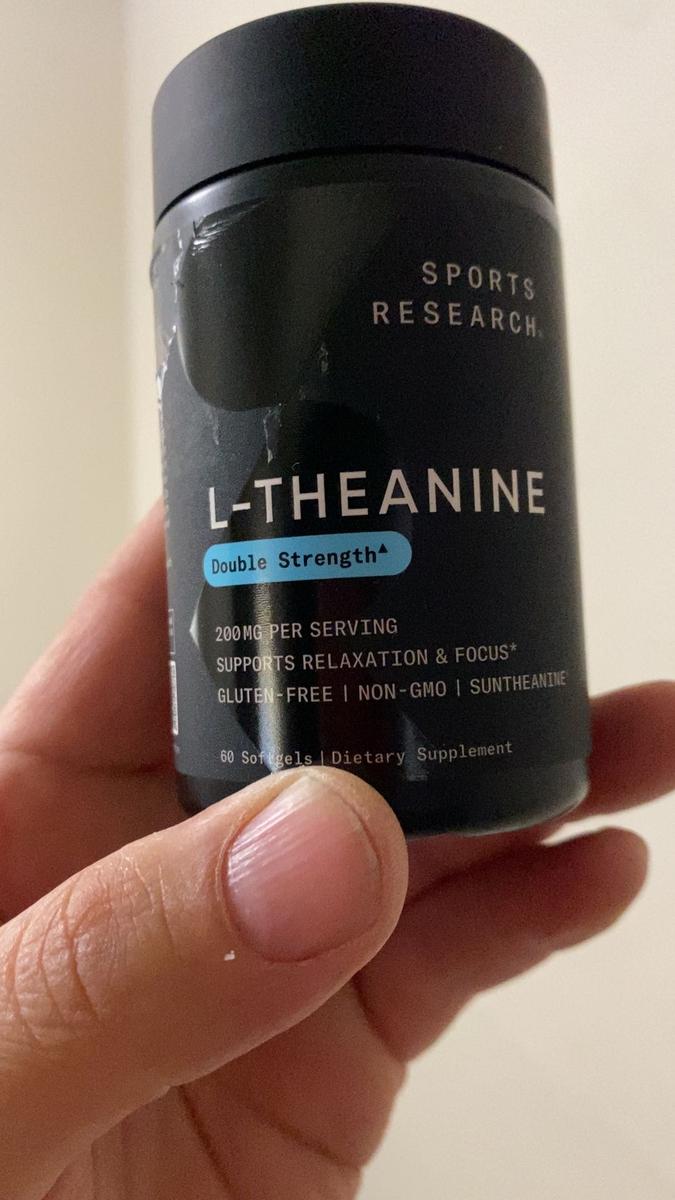 SPORTS
RESEARCH®
L-THEANINE
Double Strength▲
200MG PER SERVING
SUPPORTS RELAXATION & FOCUS*
GLUTEN-FREE | NON-GMO | SUNTHEANINE®
60 Softgels | Dietary Supplement